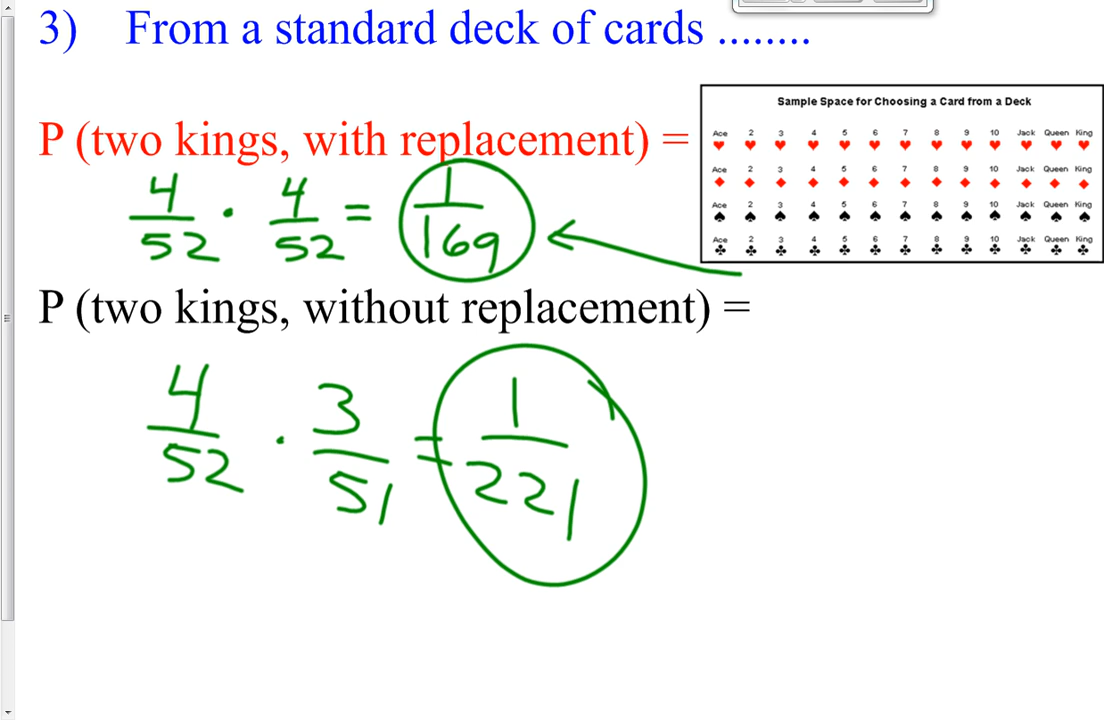 3) From a standard deck of cards ........
P (two kings, with replacement) =
4/52 · 4/52 = 1/169
Sample Space for Choosing a Card from a Deck
Ace 2 3 4 5 6 7 8 9 10 Jack Queen King
♥ ♥ ♥ ♥ ♥ ♥ ♥ ♥ ♥ ♥ ♥ ♥ ♥
Ace 2 3 4 5 6 7 8 9 10 Jack Queen King
♦ ♦ ♦ ♦ ♦ ♦ ♦ ♦ ♦ ♦ ♦ ♦ ♦
Ace 2 3 4 5 6 7 8 9 10 Jack Queen King
♠ ♠ ♠ ♠ ♠ ♠ ♠ ♠ ♠ ♠ ♠ ♠ ♠
Ace 2 3 4 5 6 7 8 9 10 Jack Queen King
♣ ♣ ♣ ♣ ♣ ♣ ♣ ♣ ♣ ♣ ♣ ♣ ♣
P (two kings, without replacement) =
4/52 · 3/51 = 1/221